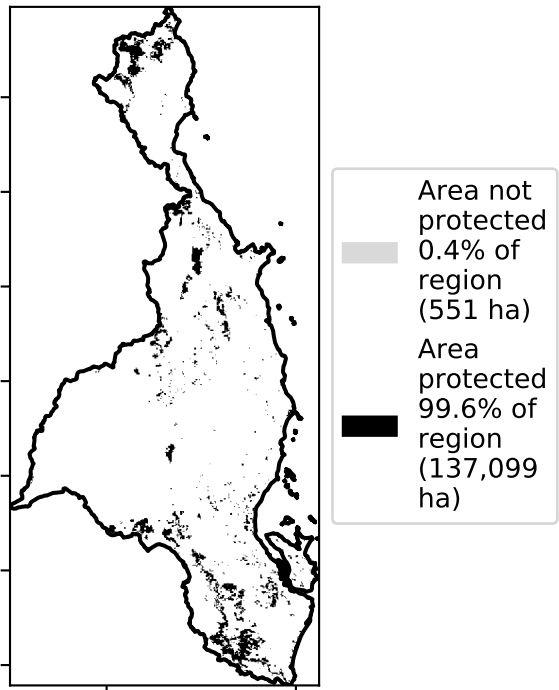 Area not
protected
0.4% of
region
(551 ha)
Area
protected
99.6% of
region
(137,099
ha)